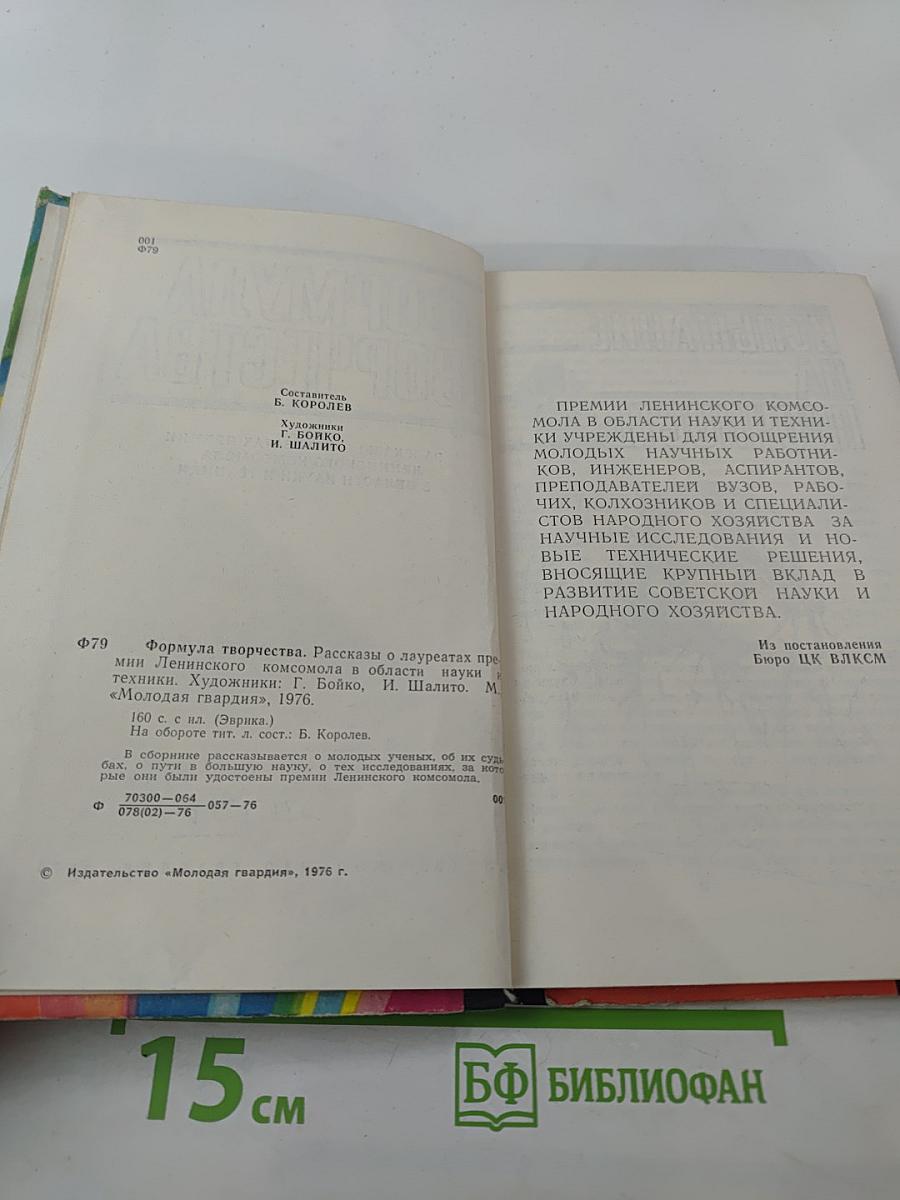 001
Ф79
Составитель
Б. КОРОЛЕВ
Художники
Г. БОЙКО,
И. ШАЛИТО
Ф79 Формула творчества. Рассказы о лауреатах пре-
мии Ленинского комсомола в области науки и
техники. Художники: Г. Бойко, И. Шалито. М.
«Молодая гвардия», 1976.
160 с. с ил. (Эврика.)
На обороте тит. л. сост.: Б. Королев.
В сборнике рассказывается о молодых ученых, об их судь
бах, о пути в большую науку, о тех исследованиях, за кото
рые они были удостоены премии Ленинского комсомола.
Ф 70300—064
078(02)—76 057—76 001
© Издательство «Молодая гвардия», 1976 г.
ПРЕМИИ ЛЕНИНСКОГО КОМСО-
МОЛА В ОБЛАСТИ НАУКИ И ТЕХНИ-
КИ УЧРЕЖДЕНЫ ДЛЯ ПООЩРЕНИЯ
МОЛОДЫХ НАУЧНЫХ РАБОТНИ-
КОВ, ИНЖЕНЕРОВ, АСПИРАНТОВ,
ПРЕПОДАВАТЕЛЕЙ ВУЗОВ, РАБО-
ЧИХ, КОЛХОЗНИКОВ И СПЕЦИАЛИ-
СТОВ НАРОДНОГО ХОЗЯЙСТВА ЗА
НАУЧНЫЕ ИССЛЕДОВАНИЯ И НО-
ВЫЕ ТЕХНИЧЕСКИЕ РЕШЕНИЯ,
ВНОСЯЩИЕ КРУПНЫЙ ВКЛАД В
РАЗВИТИЕ СОВЕТСКОЙ НАУКИ И
НАРОДНОГО ХОЗЯЙСТВА.
Из постановления
Бюро ЦК ВЛКСМ
15 см
БФ БИБЛИОФАН